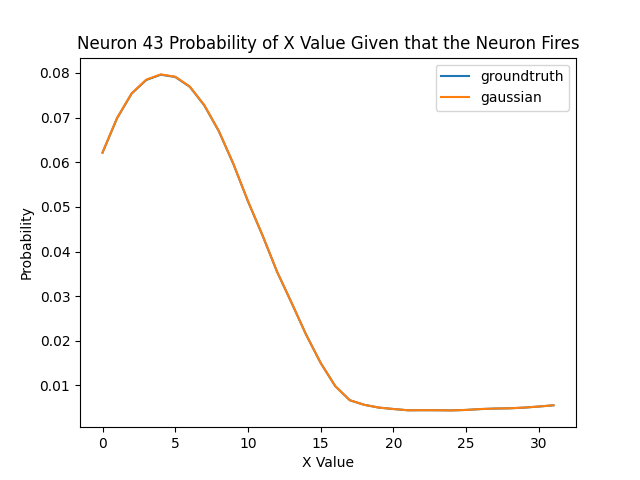 Neuron 43 Probability of X Value Given that the Neuron Fires
groundtruth
gaussian
0.08
0.07
0.06
0.05
0.04
0.03
0.02
0.01
Probability
0 5 10 15 20 25 30
X Value